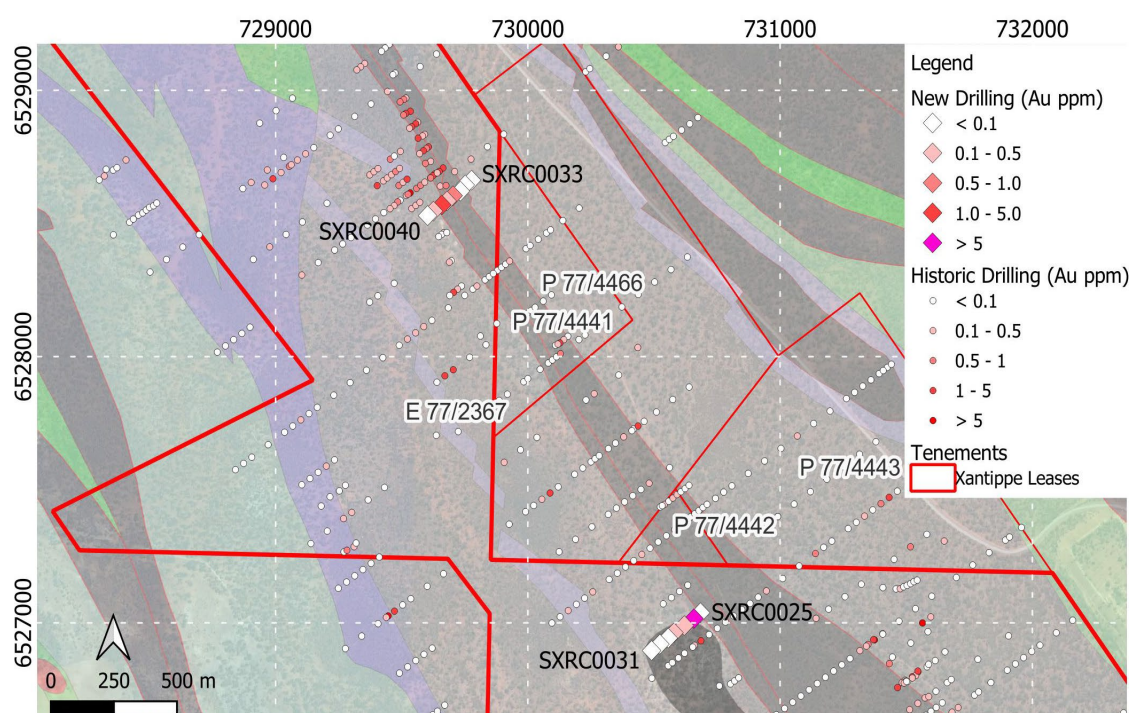 729000 730000 731000 732000
6529000
6528000
6527000
Legend
New Drilling (Au ppm)
< 0.1
0.1 - 0.5
0.5 - 1.0
1.0 - 5.0
> 5
Historic Drilling (Au ppm)
< 0.1
0.1 - 0.5
0.5 - 1
1 - 5
> 5
Tenements
Xantippe Leases
SXRC0033
SXRC0040
P 77/4466
P 77/4441
E 77/2367
P 77/4443
P 77/4442
SXRC0025
SXRC0031
0 250 500 m